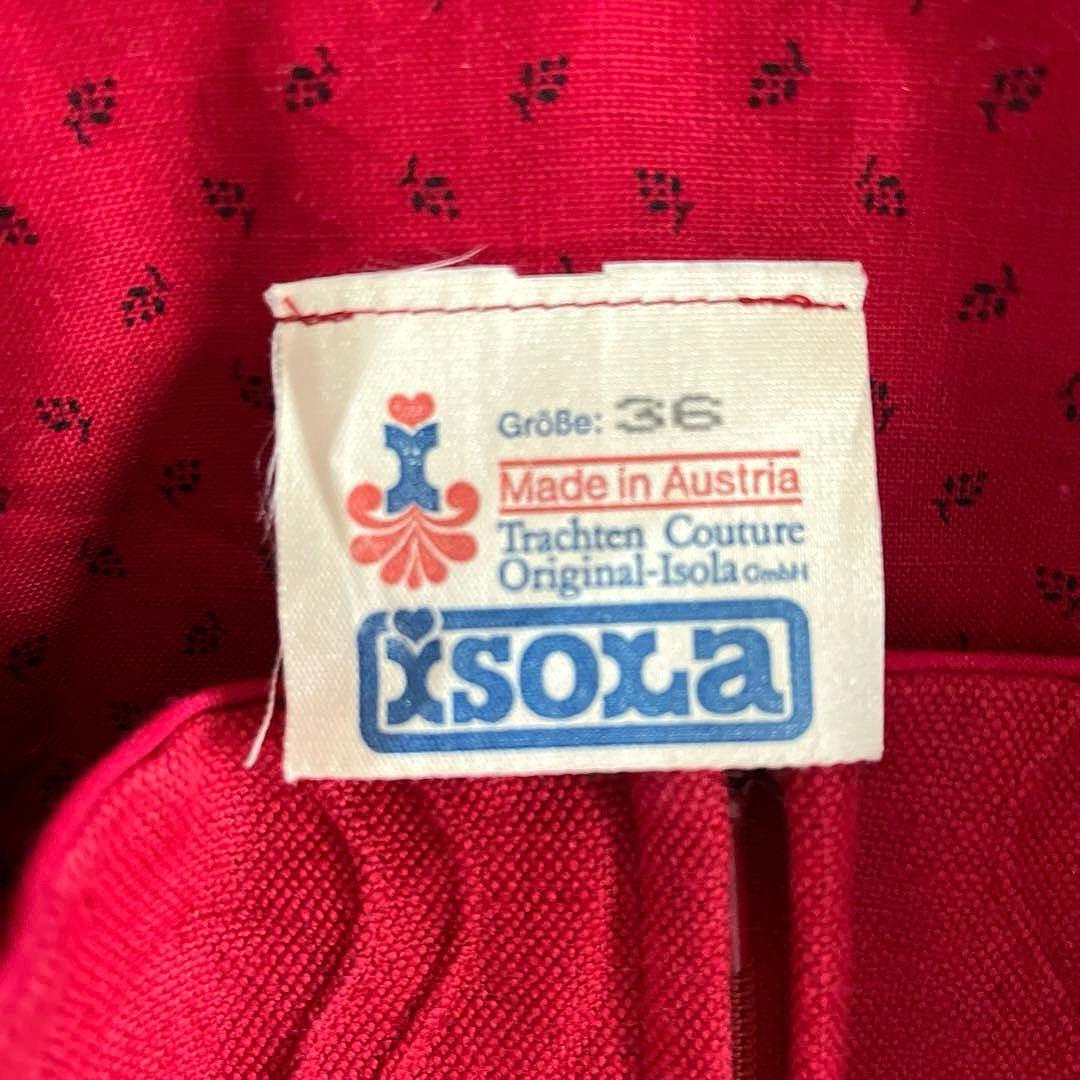 Größe: 36
Made in Austria
Trachten Couture
Original-Isola GmbH
isola